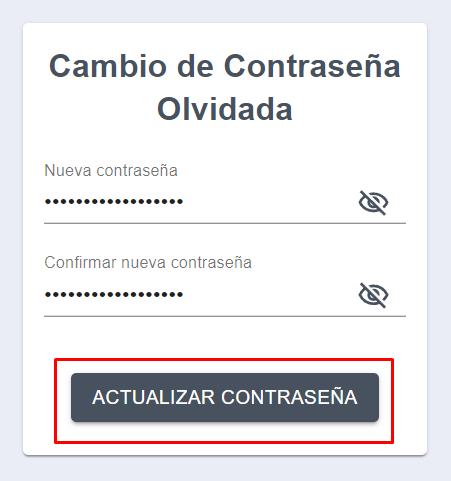 Cambio de Contraseña
Olvidada
Nueva contraseña
••••••••••••••••••
Confirmar nueva contraseña
••••••••••••••••••
ACTUALIZAR CONTRASEÑA